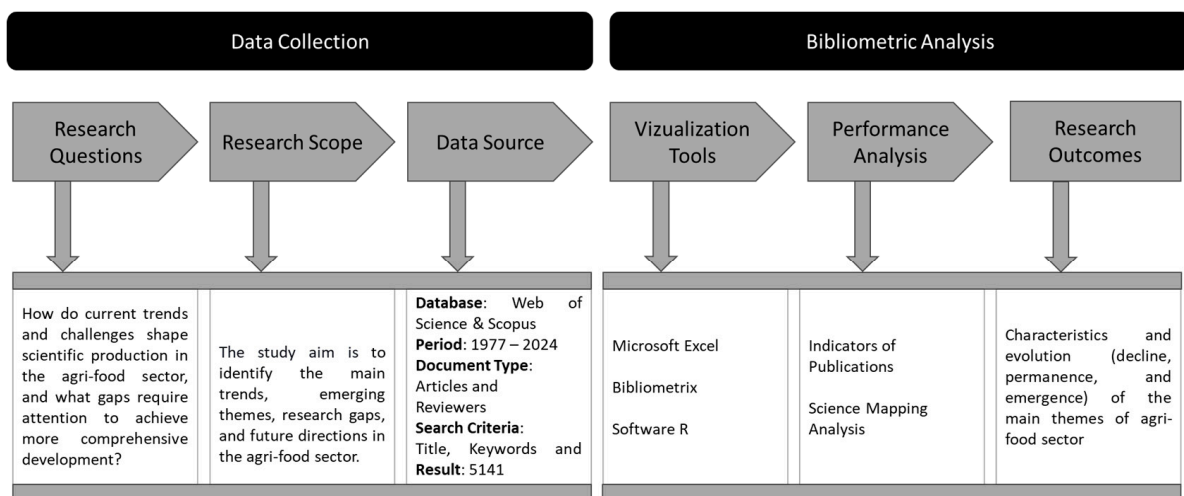 Data Collection
Bibliometric Analysis
Research
Questions
Research Scope
Data Source
Vizualization
Tools
Performance
Analysis
Research
Outcomes
How do current trends
and challenges shape
scientific production in
the agri-food sector,
and what gaps require
attention to achieve
more comprehensive
development?
The study aim is to
identify the main
trends, emerging
themes, research gaps,
and future directions in
the agri-food sector.
Database: Web of
Science & Scopus
Period: 1977 – 2024
Document Type:
Articles and
Reviewers
Search Criteria:
Title, Keywords and
Result: 5141
Microsoft Excel
Bibliometrix
Software R
Indicators of
Publications
Science Mapping
Analysis
Characteristics and
evolution (decline,
permanence, and
emergence) of the
main themes of agri-
food sector